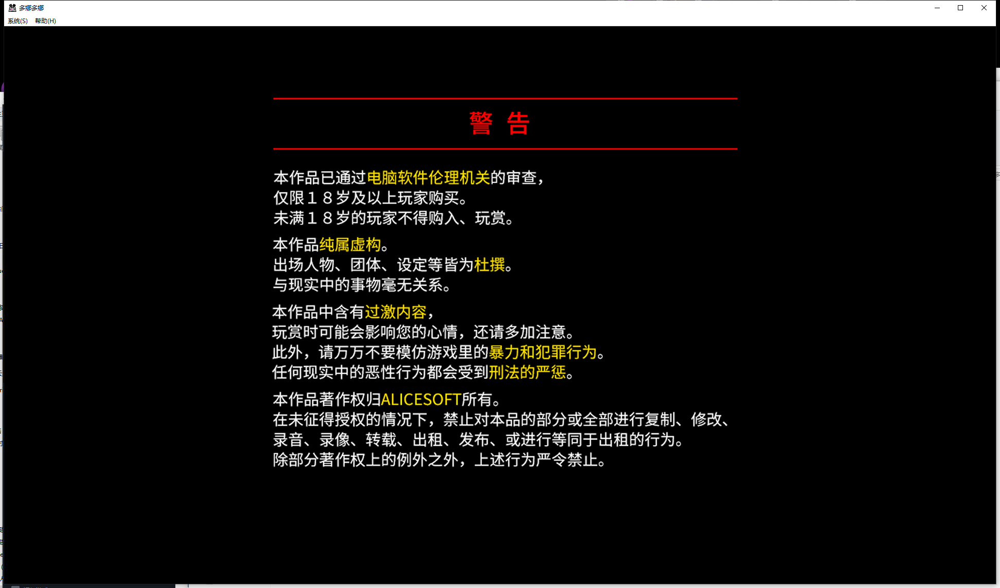 多娜多娜
系统(S) 帮助(H)
警 告
本作品已通过电脑软件伦理机关的审查，
仅限１８岁及以上玩家购买。
未满１８岁的玩家不得购入、玩赏。
本作品纯属虚构。
出场人物、团体、设定等皆为杜撰。
与现实中的事物毫无关系。
本作品中含有过激内容，
玩赏时可能会影响您的心情，还请多加注意。
此外，请万万不要模仿游戏里的暴力和犯罪行为。
任何现实中的恶性行为都会受到刑法的严惩。
本作品著作权归ALICESOFT所有。
在未征得授权的情况下，禁止对本品的部分或全部进行复制、修改、
录音、录像、转载、出租、发布、或进行等同于出租的行为。
除部分著作权上的例外之外，上述行为严令禁止。